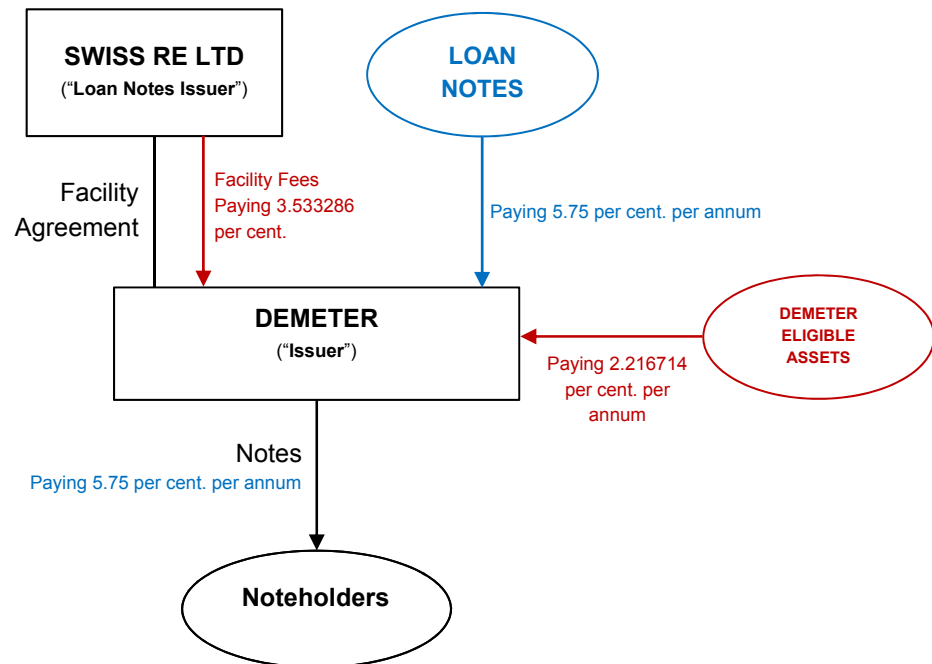 SWISS RE LTD
(“Loan Notes Issuer”)
LOAN
NOTES
Facility
Agreement
Facility Fees
Paying 3.533286
per cent.
Paying 5.75 per cent. per annum
DEMETER
(“Issuer”)
DEMETER
ELIGIBLE
ASSETS
Paying 2.216714
per cent. per
annum
Notes
Paying 5.75 per cent. per annum
Noteholders